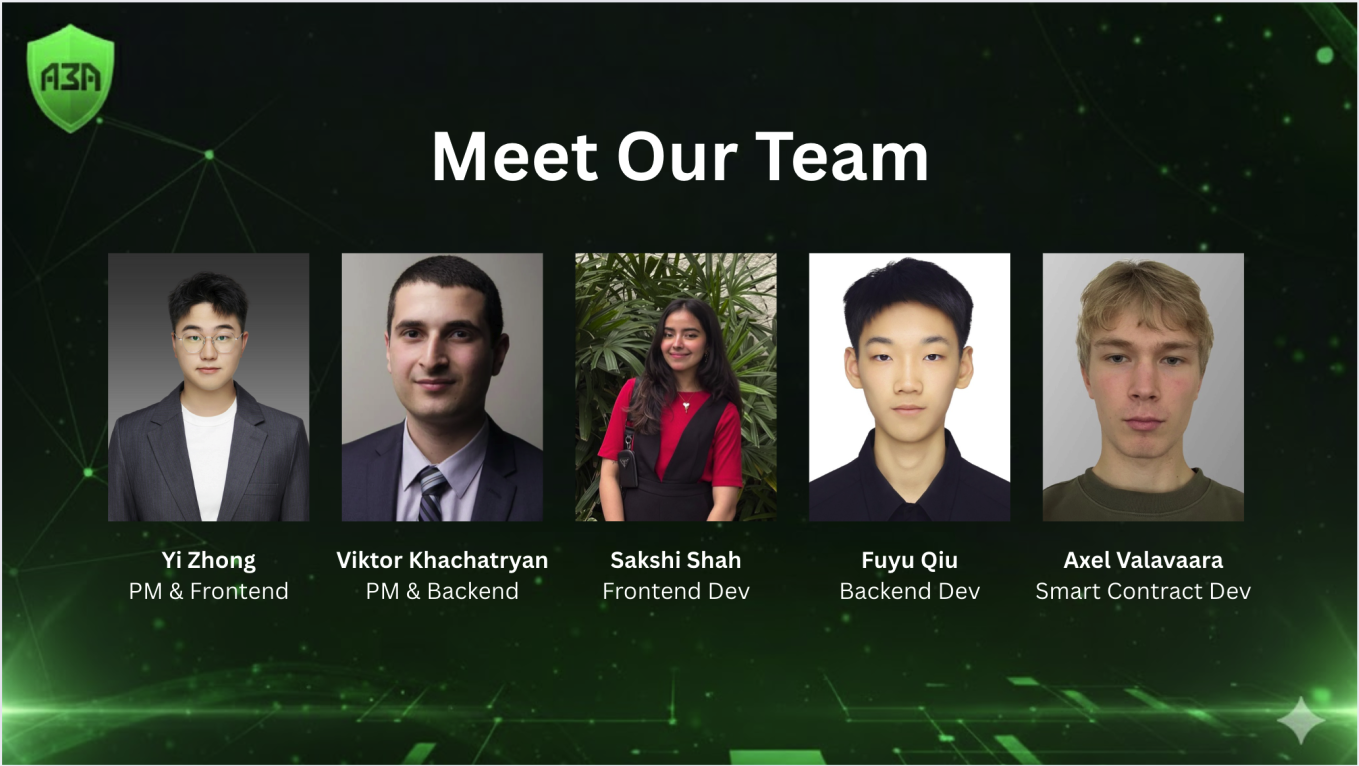 A3A
Meet Our Team
Yi Zhong
PM & Frontend
Viktor Khachatryan
PM & Backend
Sakshi Shah
Frontend Dev
Fuyu Qiu
Backend Dev
Axel Valavaara
Smart Contract Dev